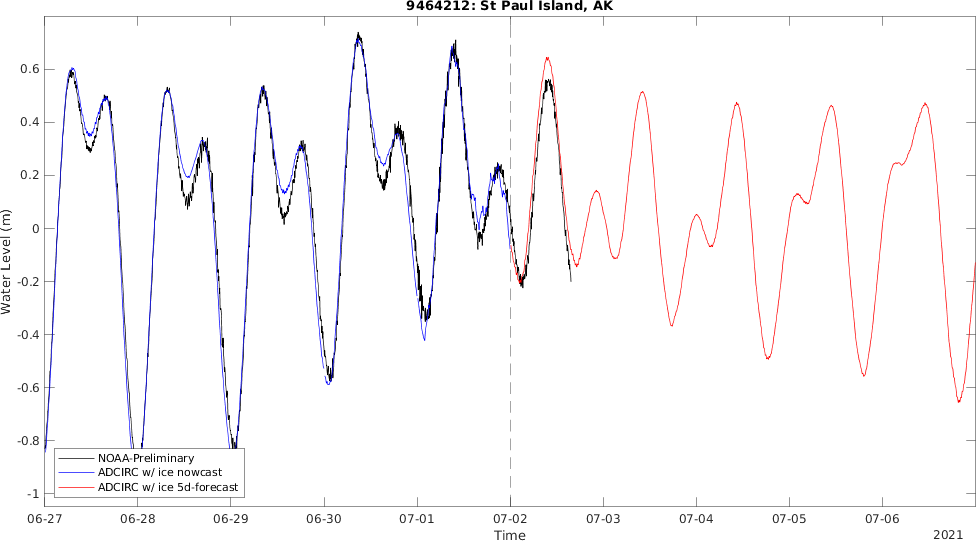 9464212: St Paul Island, AK
0.6
0.4
0.2
0
-0.2
-0.4
-0.6
-0.8
-1
Water Level (m)
NOAA-Preliminary
ADCIRC w/ ice nowcast
ADCIRC w/ ice 5d-forecast
06-27 06-28 06-29 06-30 07-01 07-02 07-03 07-04 07-05 07-06
Time
2021